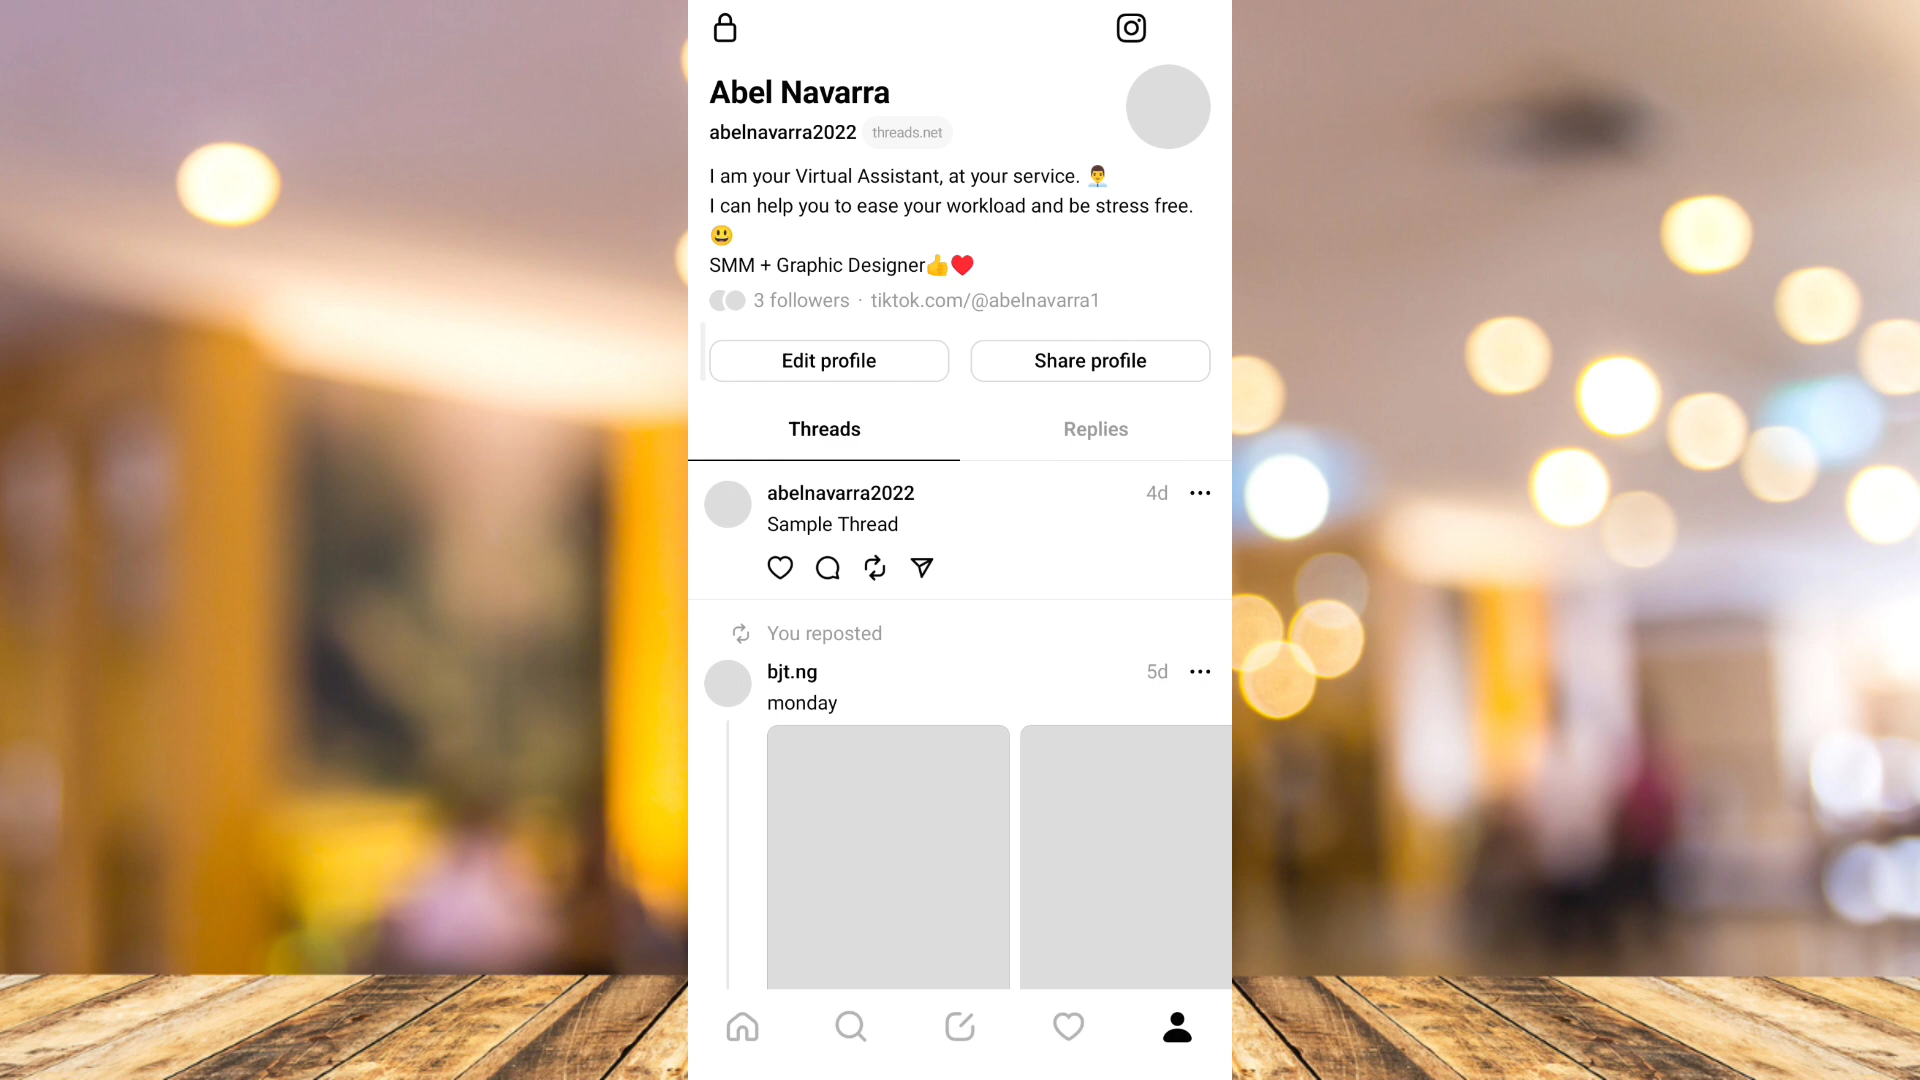 Abel Navarra
abelnavarra2022 threads.net
I am your Virtual Assistant, at your service. 👨‍💼
I can help you to ease your workload and be stress free.
😃
SMM + Graphic Designer👍❤️
3 followers · tiktok.com/@abelnavarra1
Edit profile Share profile
Threads Replies
abelnavarra2022 4d
Sample Thread
You reposted
bjt.ng 5d
monday